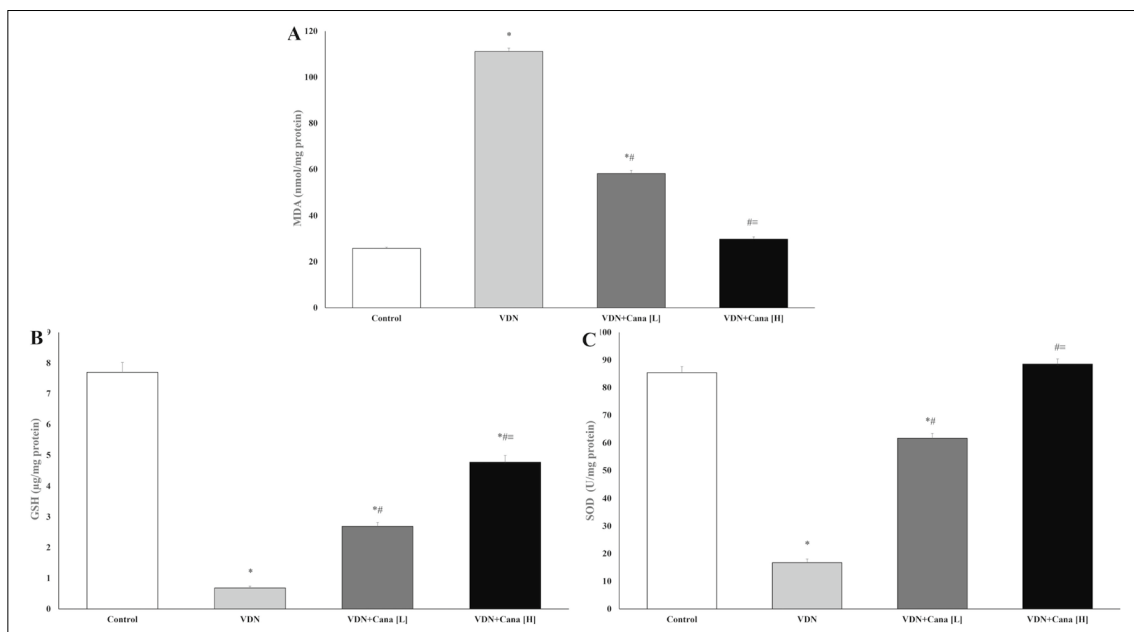 A
120
*
100
80
MDA (nmol/mg protein)
60
*#
40
#=
20
0
Control
VDN
VDN+Cana [L]
VDN+Cana [H]
B
9
8
7
6
GSH (µg/mg protein)
5
*#=
4
3
*#
2
1
*
0
Control
VDN
VDN+Cana [L]
VDN+Cana [H]
C
100
#=
90
80
70
*#
60
SOD (U/mg protein)
50
40
30
20
*
10
0
Control
VDN
VDN+Cana [L]
VDN+Cana [H]